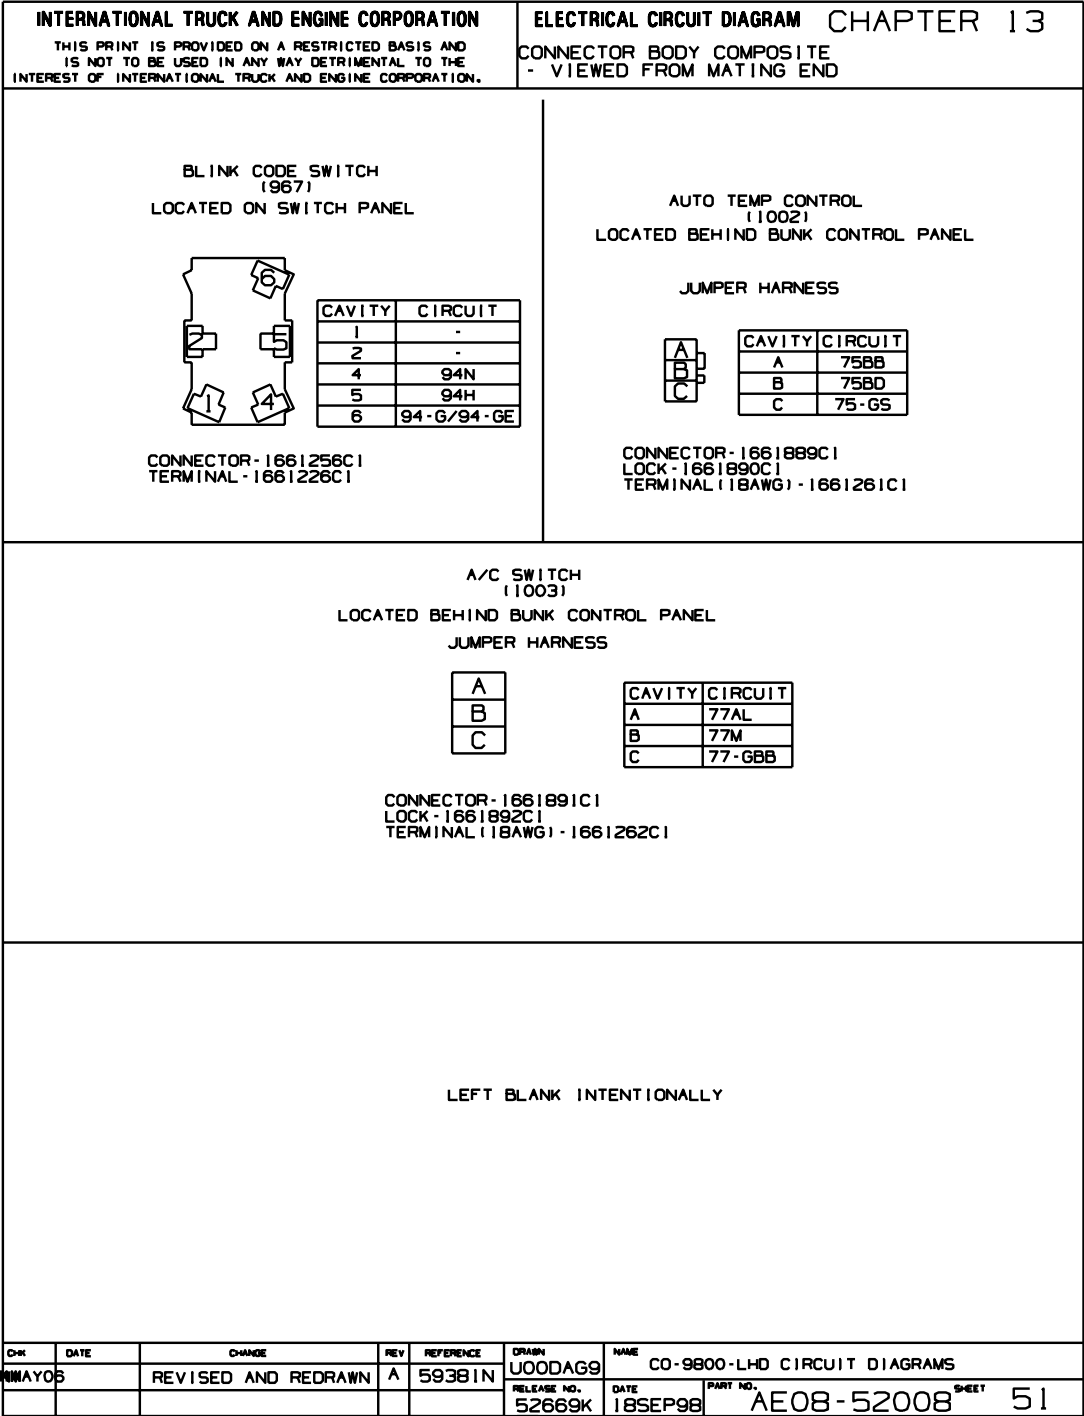 INTERNATIONAL TRUCK AND ENGINE CORPORATION
THIS PRINT IS PROVIDED ON A RESTRICTED BASIS AND
IS NOT TO BE USED IN ANY WAY DETRIMENTAL TO THE
INTEREST OF INTERNATIONAL TRUCK AND ENGINE CORPORATION.
ELECTRICAL CIRCUIT DIAGRAM CHAPTER 13
CONNECTOR BODY COMPOSITE
- VIEWED FROM MATING END
BLINK CODE SWITCH
(967)
LOCATED ON SWITCH PANEL
6
2 5
1 4
CAVITY CIRCUIT
1 -
2 -
4 94N
5 94H
6 94-G/94-GE
CONNECTOR-1661256C1
TERMINAL-1661226C1
AUTO TEMP CONTROL
(1002)
LOCATED BEHIND BUNK CONTROL PANEL
JUMPER HARNESS
A
B
C
CAVITY CIRCUIT
A 75BB
B 75BD
C 75-GS
CONNECTOR-1661889C1
LOCK-1661890C1
TERMINAL(18AWG)-1661261C1
A/C SWITCH
(1003)
LOCATED BEHIND BUNK CONTROL PANEL
JUMPER HARNESS
A
B
C
CAVITY CIRCUIT
A 77AL
B 77M
C 77-GBB
CONNECTOR-1661891C1
LOCK-1661892C1
TERMINAL(18AWG)-1661262C1
LEFT BLANK INTENTIONALLY
CHK DATE CHANGE REV REFERENCE DRAWN NAME
REVISED AND REDRAWN A 59381N U00DAG9 CO-9800-LHD CIRCUIT DIAGRAMS
RELEASE NO. DATE PART NO. SHEET
52669K 18SEP98 AE08-52008 51